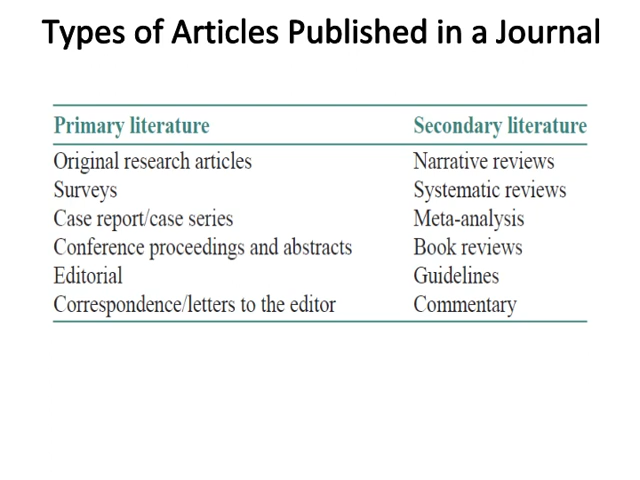 Types of Articles Published in a Journal
Primary literature Secondary literature
Original research articles Narrative reviews
Surveys Systematic reviews
Case report/case series Meta-analysis
Conference proceedings and abstracts Book reviews
Editorial Guidelines
Correspondence/letters to the editor Commentary